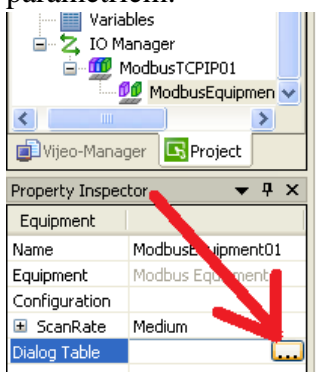 parametriem.
Variables
IO Manager
ModbusTCPIP01
ModbusEquipmen
Vijeo-Manager Project
Property Inspector
Equipment
Name ModbusEquipment01
Equipment Modbus Equipment
Configuration
ScanRate Medium
Dialog Table ...